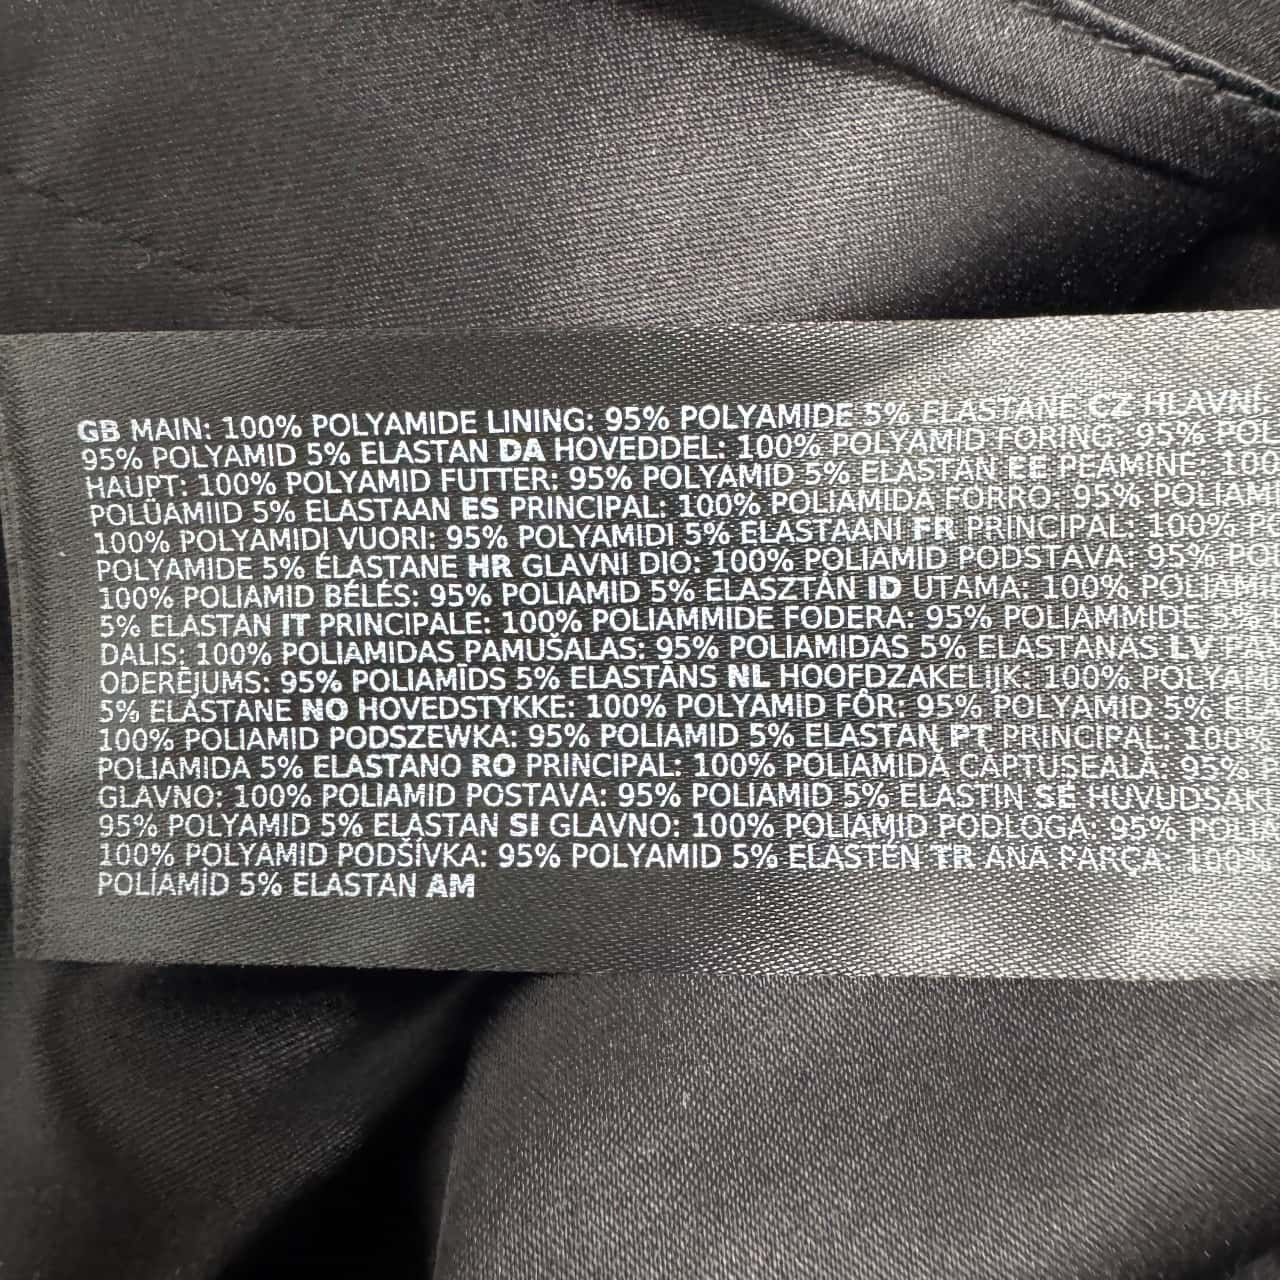 GB MAIN: 100% POLYAMIDE LINING: 95% POLYAMIDE 5% ELASTANE CZ HLAVNÍ
95% POLYAMID 5% ELASTAN DA HOVEDDEL: 100% POLYAMID FORING: 95%
HAUPT: 100% POLYAMID FUTTER: 95% POLYAMID 5% ELASTAN EE PEAMINE:
POLÜAMIID 5% ELASTAAN ES PRINCIPAL: 100% POLIAMIDA FORRO: 95%
100% POLYAMIDI VUORI: 95% POLYAMIDI 5% ELASTAANI FR PRINCIPAL: 100%
POLYAMIDE 5% ÉLASTANE HR GLAVNI DIO: 100% POLIAMID PODSTAVA: 95%
100% POLIAMID BÉLÉS: 95% POLIAMID 5% ELASZTÁN ID UTAMA: 100%
5% ELASTAN IT PRINCIPALE: 100% POLIAMMIDE FODERA: 95% POLIAMMIDE 5%
DALIS: 100% POLIAMIDAS PAMUŠALAS: 95% POLIAMIDAS 5% ELASTANAS LV
ODERĒJUMS: 95% POLIAMĪDS 5% ELASTĀNS NL HOOFDZAKELIJK: 100%
5% ELASTANE NO HOVEDSTYKKE: 100% POLYAMID FÔR: 95% POLYAMID 5%
100% POLIAMID PODSZEWKA: 95% POLIAMID 5% ELASTAN PT PRINCIPAL: 100%
POLIAMIDA 5% ELASTANO RO PRINCIPAL: 100% POLIAMIDĂ CĂPTUȘEALĂ: 95%
GLAVNO: 100% POLIAMID POSTAVA: 95% POLIAMID 5% ELASTIN SE
95% POLYAMID 5% ELASTAN SI GLAVNO: 100% POLIAMID PODLOGA: 95%
100% POLYAMID PODŠÍVKA: 95% POLYAMID 5% ELASTÉN TR ANA PARÇA: 100%
POLİAMİD 5% ELASTAN AM